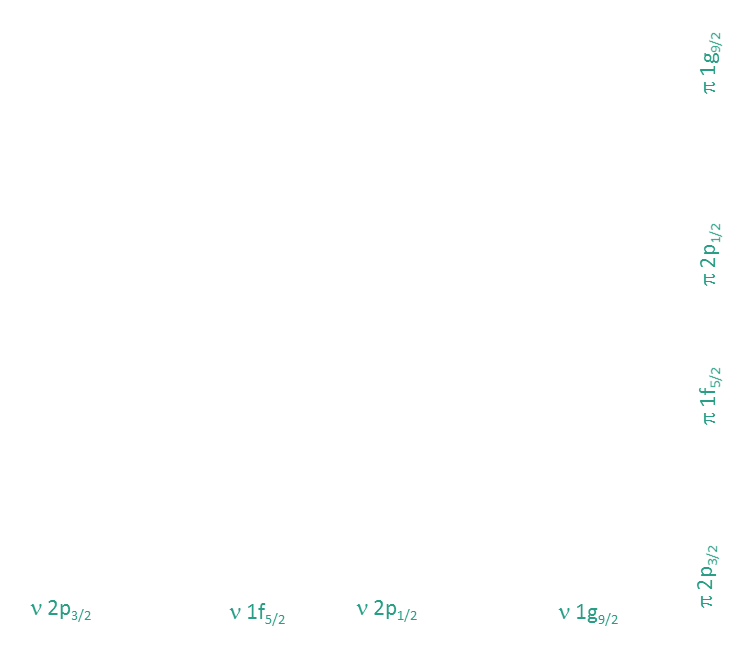 π 1g9/2
π 2p1/2
π 1f5/2
π 2p3/2
ν 2p3/2
ν 1f5/2
ν 2p1/2
ν 1g9/2